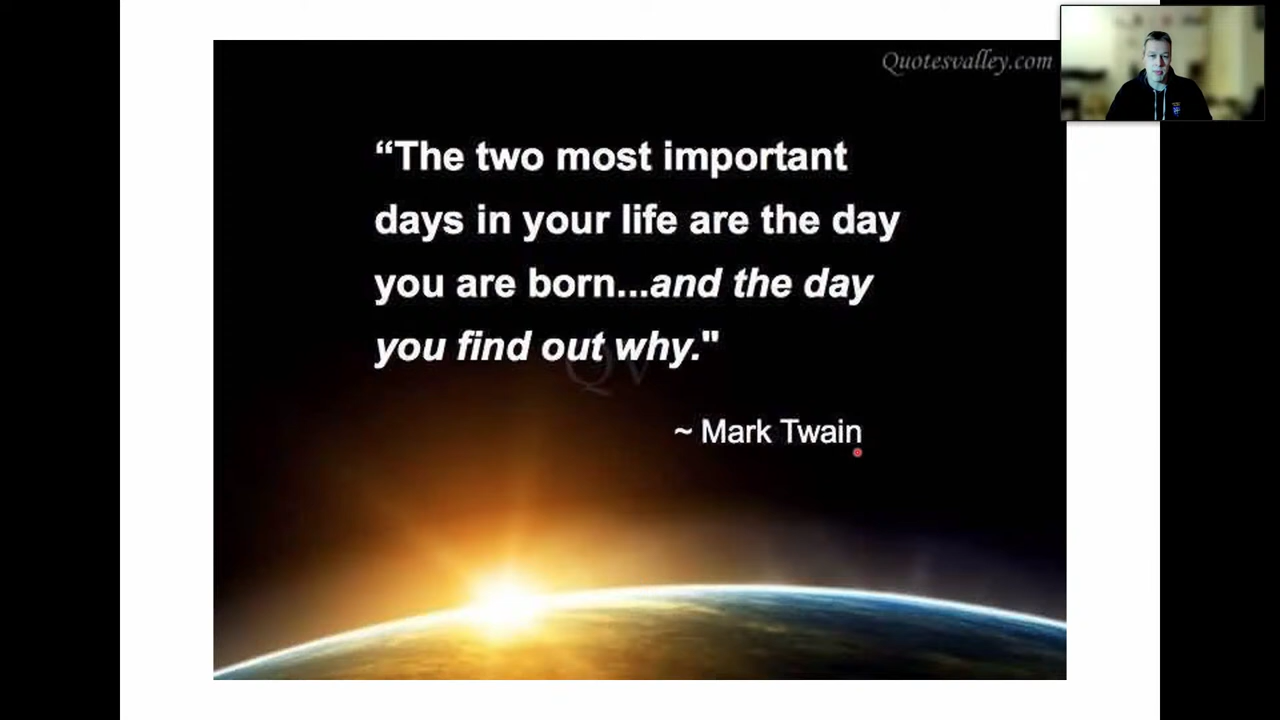 Quotesvalley.com
“The two most important
days in your life are the day
you are born...and the day
you find out why."
QV
~ Mark Twain